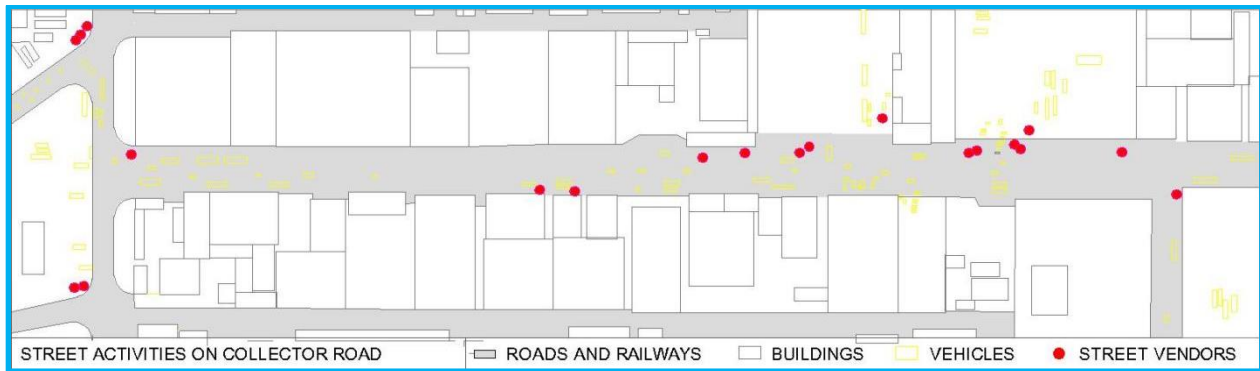 STREET ACTIVITIES ON COLLECTOR ROAD ROADS AND RAILWAYS BUILDINGS VEHICLES STREET VENDORS